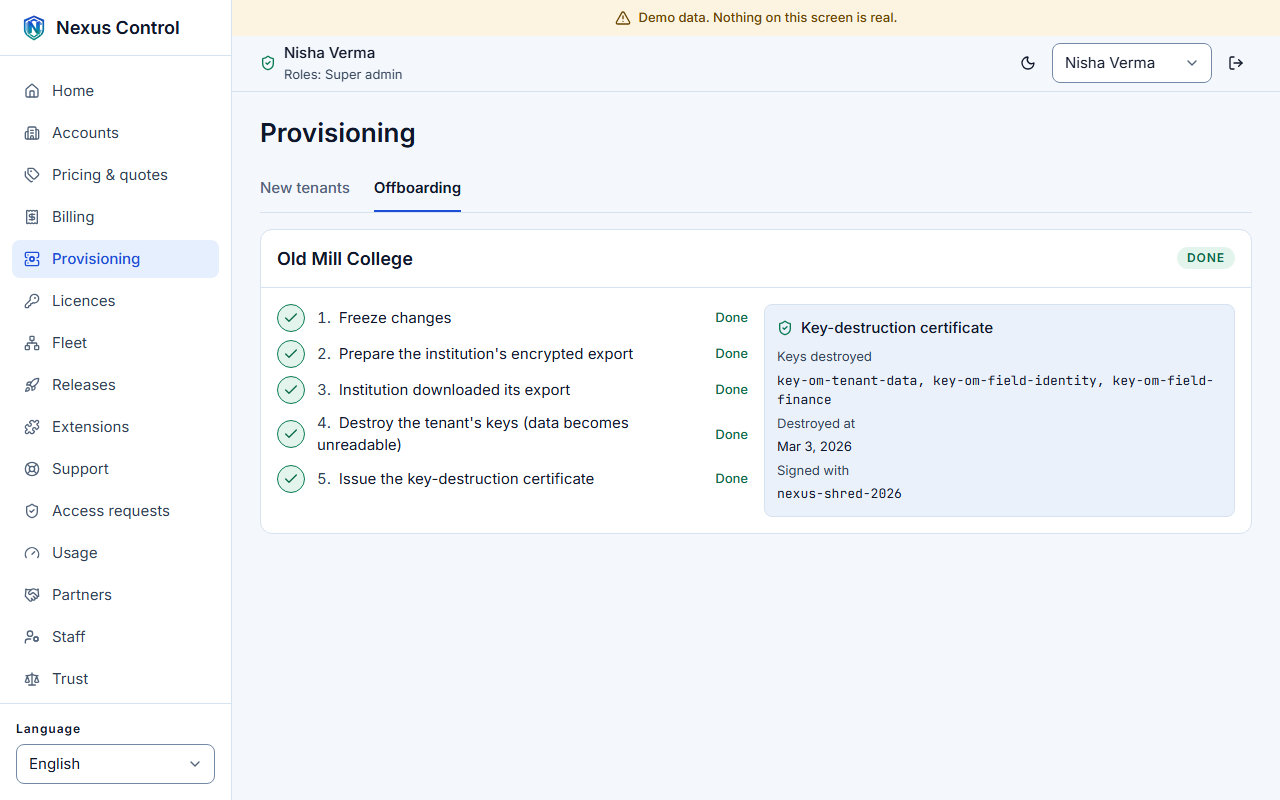 Nexus Control
Demo data. Nothing on this screen is real.
Nisha Verma
Roles: Super admin
Nisha Verma
Home
Accounts
Pricing & quotes
Billing
Provisioning
Licences
Fleet
Releases
Extensions
Support
Access requests
Usage
Partners
Staff
Trust
Language
English
Provisioning
New tenants
Offboarding
Old Mill College
DONE
1. Freeze changes
Done
2. Prepare the institution's encrypted export
Done
3. Institution downloaded its export
Done
4. Destroy the tenant's keys (data becomes
unreadable)
Done
5. Issue the key-destruction certificate
Done
Key-destruction certificate
Keys destroyed
key-om-tenant-data, key-om-field-identity, key-om-field-
finance
Destroyed at
Mar 3, 2026
Signed with
nexus-shred-2026